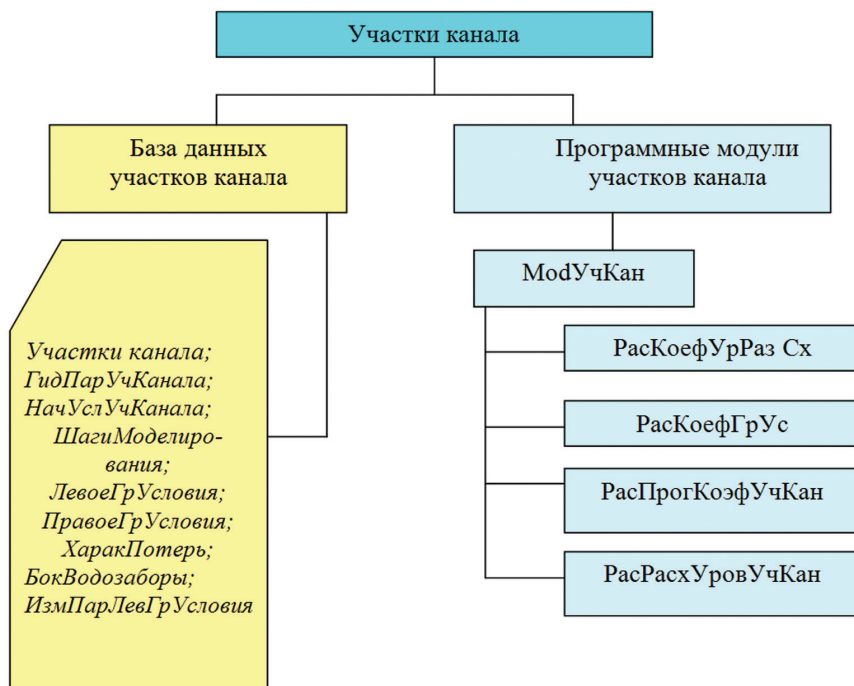 Участки канала
База данных
участков канала
Программные модули
участков канала
ModУчКан
РасКоефУрРаз Сх
РасКоефГрУс
РасПрогКоэфУчКан
РасРасхУровУчКан
Участки канала;
ГидПарУчКанала;
НачУслУчКанала;
ШагиМоделиро-
вания;
ЛевоеГрУсловия;
ПравоеГрУсловия;
ХаракПотерь;
БокВодозаборы;
ИзмПарЛевГрУсловия